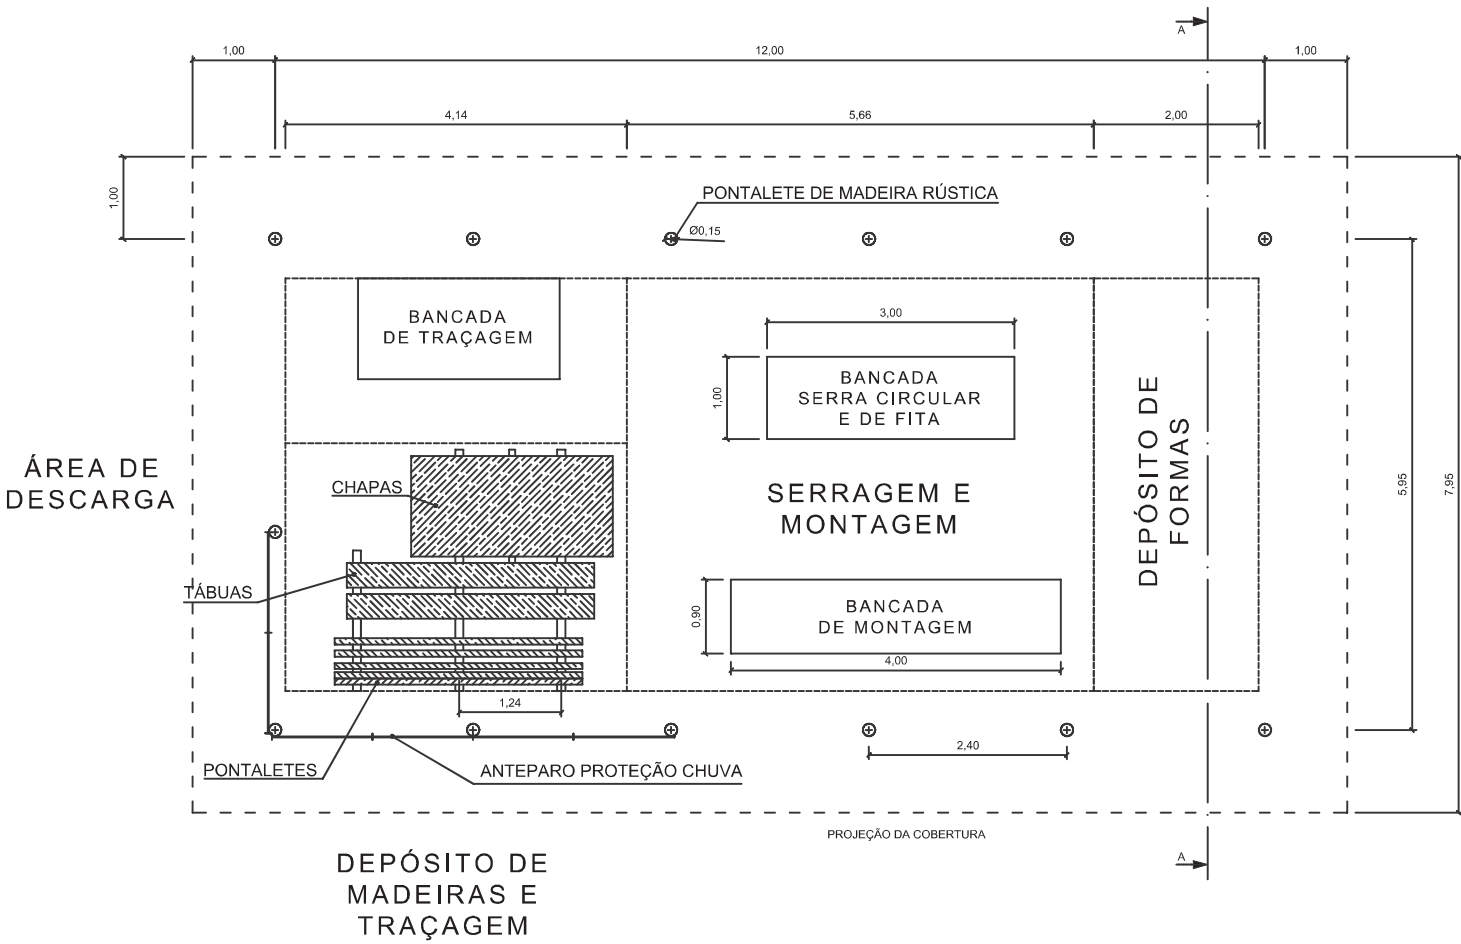 A
1,00
12,00
1,00
4,14
5,66
2,00
1,00
PONTALETE DE MADEIRA RÚSTICA
Ø0,15
BANCADA
DE TRAÇAGEM
3,00
1,00
BANCADA
SERRA CIRCULAR
E DE FITA
DEPÓSITO DE
FORMAS
ÁREA DE
DESCARGA
CHAPAS
SERRAGEM E
MONTAGEM
5,95
7,95
TÁBUAS
0,90
BANCADA
DE MONTAGEM
4,00
1,24
2,40
PONTALETES
ANTEPARO PROTEÇÃO CHUVA
PROJEÇÃO DA COBERTURA
A
DEPÓSITO DE
MADEIRAS E
TRAÇAGEM